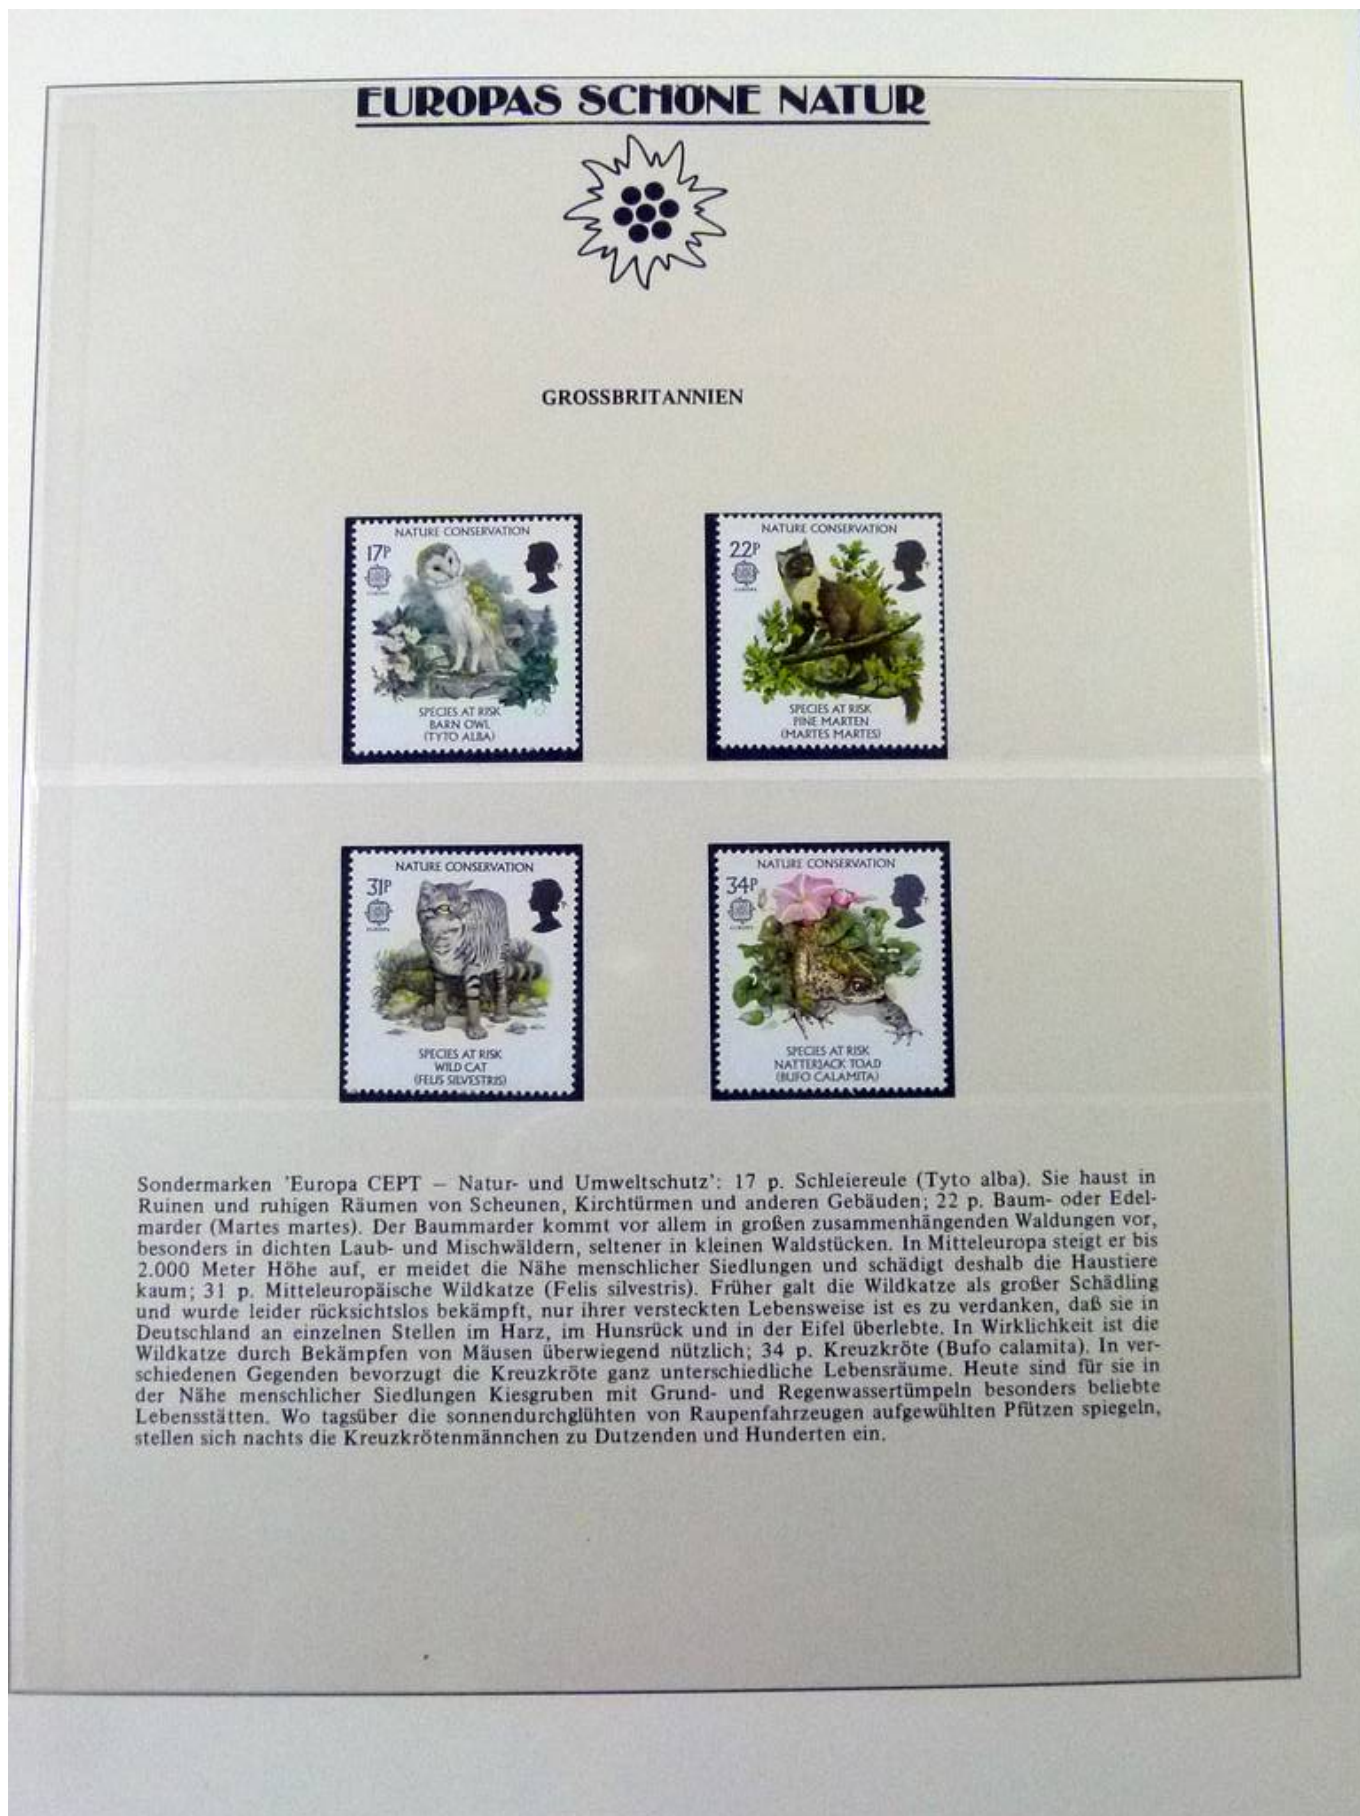 EUROPAS SCHÖNE NATUR
GROSSBRITANNIEN
NATURE CONSERVATION
17P
EUROPA
SPECIES AT RISK
BARN OWL
(TYTO ALBA)
NATURE CONSERVATION
22P
EUROPA
SPECIES AT RISK
PINE MARTEN
(MARTES MARTES)
NATURE CONSERVATION
31P
EUROPA
SPECIES AT RISK
WILD CAT
(FELIS SILVESTRIS)
NATURE CONSERVATION
34P
EUROPA
SPECIES AT RISK
NATTERJACK TOAD
(BUFO CALAMITA)
Sondermarken 'Europa CEPT – Natur- und Umweltschutz': 17 p. Schleiereule (Tyto alba). Sie haust in
Ruinen und ruhigen Räumen von Scheunen, Kirchtürmen und anderen Gebäuden; 22 p. Baum- oder Edel-
marder (Martes martes). Der Baummarder kommt vor allem in großen zusammenhängenden Waldungen vor,
besonders in dichten Laub- und Mischwäldern, seltener in kleinen Waldstücken. In Mitteleuropa steigt er bis
2.000 Meter Höhe auf, er meidet die Nähe menschlicher Siedlungen und schädigt deshalb die Haustiere
kaum; 31 p. Mitteleuropäische Wildkatze (Felis silvestris). Früher galt die Wildkatze als großer Schädling
und wurde leider rücksichtslos bekämpft, nur ihrer versteckten Lebensweise ist es zu verdanken, daß sie in
Deutschland an einzelnen Stellen im Harz, im Hunsrück und in der Eifel überlebte. In Wirklichkeit ist die
Wildkatze durch Bekämpfen von Mäusen überwiegend nützlich; 34 p. Kreuzkröte (Bufo calamita). In ver-
schiedenen Gegenden bevorzugt die Kreuzkröte ganz unterschiedliche Lebensräume. Heute sind für sie in
der Nähe menschlicher Siedlungen Kiesgruben mit Grund- und Regenwassertümpeln besonders beliebte
Lebensstätten. Wo tagsüber die sonnendurchglühten von Raupenfahrzeugen aufgewühlten Pfützen spiegeln,
stellen sich nachts die Kreuzkrötenmännchen zu Dutzenden und Hunderten ein.